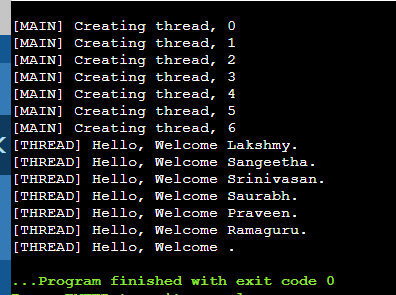 [MAIN] Creating thread, 0
[MAIN] Creating thread, 1
[MAIN] Creating thread, 2
[MAIN] Creating thread, 3
[MAIN] Creating thread, 4
[MAIN] Creating thread, 5
[MAIN] Creating thread, 6
[THREAD] Hello, Welcome Lakshmy.
[THREAD] Hello, Welcome Sangeetha.
[THREAD] Hello, Welcome Srinivasan.
[THREAD] Hello, Welcome Saurabh.
[THREAD] Hello, Welcome Praveen.
[THREAD] Hello, Welcome Ramaguru.
[THREAD] Hello, Welcome .
...Program finished with exit code 0